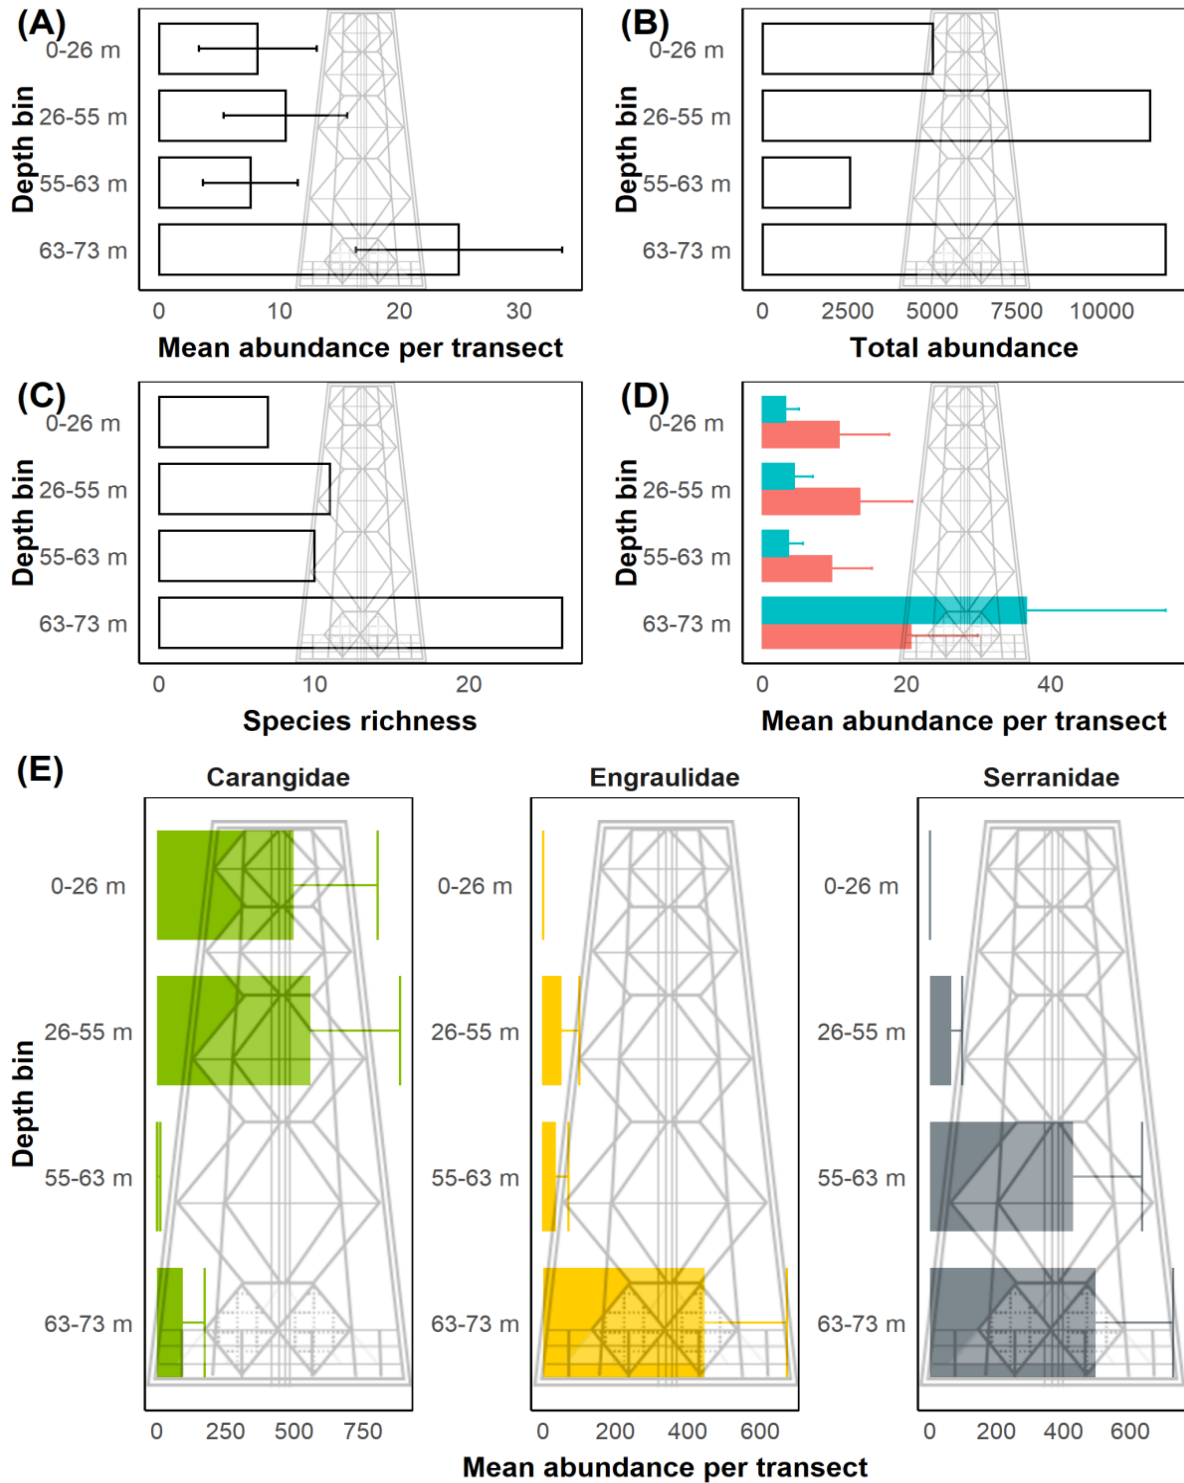 (A)
Depth bin
0-26 m
26-55 m
55-63 m
63-73 m
0 10 20 30
Mean abundance per transect
(B)
Depth bin
0-26 m
26-55 m
55-63 m
63-73 m
0 2500 5000 7500 10000
Total abundance
(C)
Depth bin
0-26 m
26-55 m
55-63 m
63-73 m
0 10 20
Species richness
(D)
Depth bin
0-26 m
26-55 m
55-63 m
63-73 m
0 20 40
Mean abundance per transect
(E)
Depth bin
Carangidae
0-26 m
26-55 m
55-63 m
63-73 m
0 250 500 750
Engraulidae
0-26 m
26-55 m
55-63 m
63-73 m
0 200 400 600
Serranidae
0-26 m
26-55 m
55-63 m
63-73 m
0 200 400 600
Mean abundance per transect